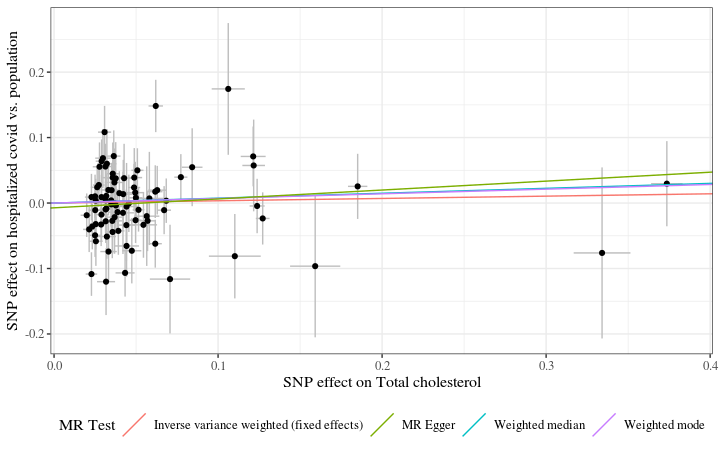 SNP effect on hospitalized covid vs. population
0.2
0.1
0.0
-0.1
-0.2
0.0 0.1 0.2 0.3 0.4
SNP effect on Total cholesterol
MR Test Inverse variance weighted (fixed effects) MR Egger Weighted median Weighted mode